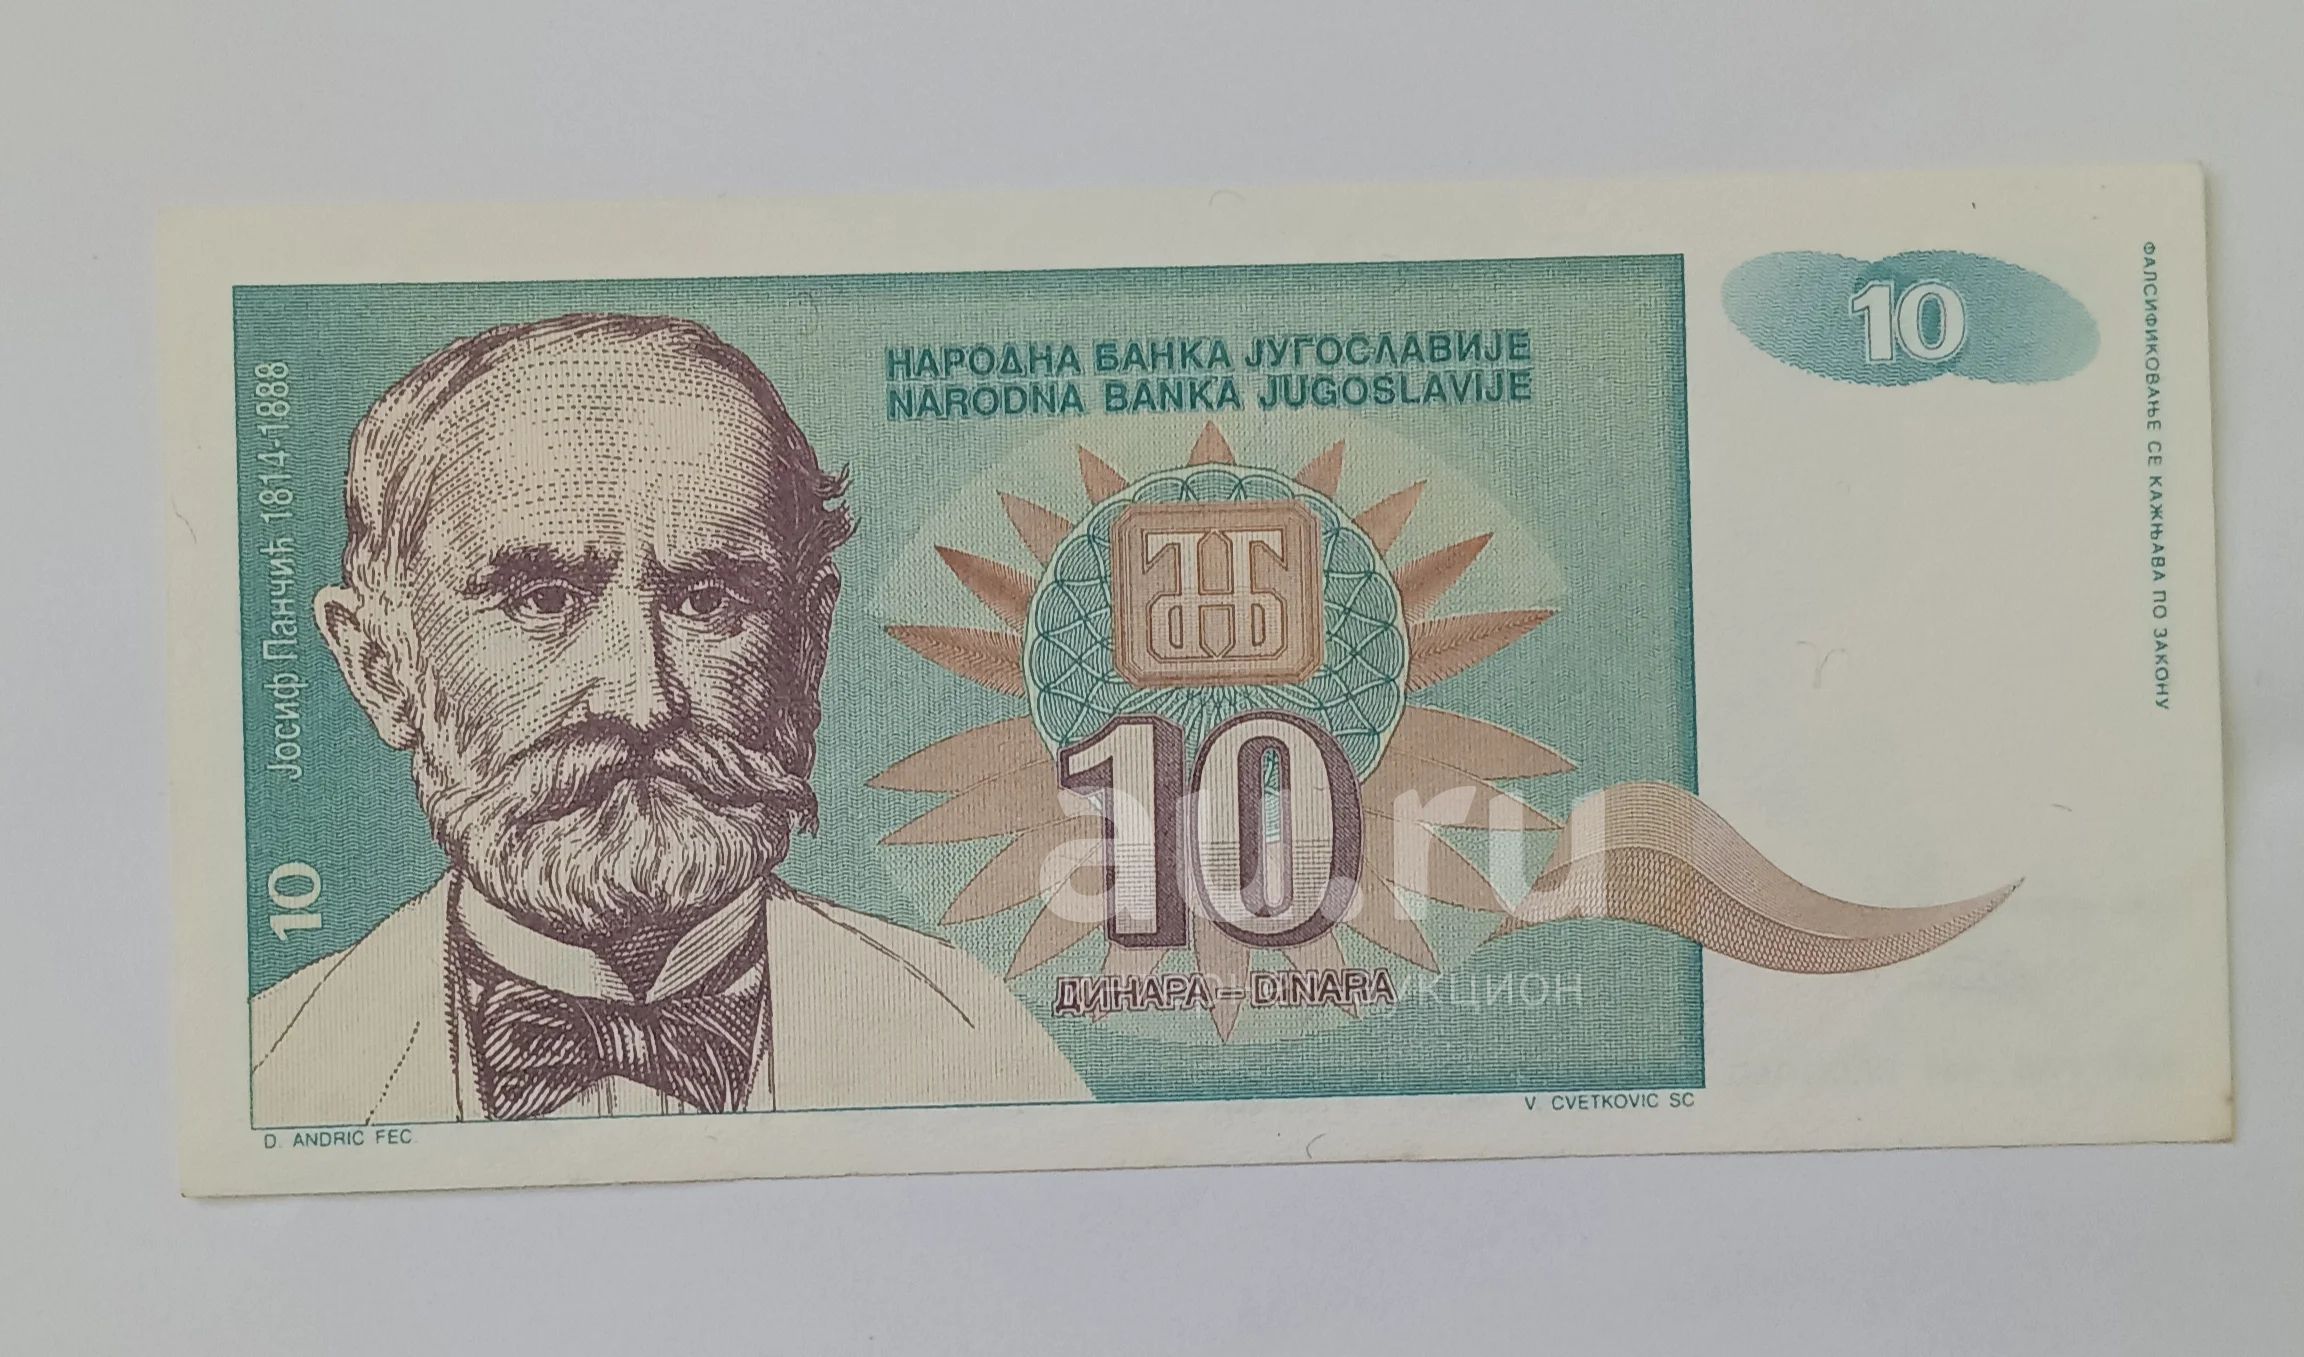 НАРОДНА БАНКА ЈУГОСЛАВИЈЕ
NARODNA BANKA JUGOSLAVIJE
10
ФАЛСИФИКОВАЊЕ СЕ КАЖЊАВА ПО ЗАКОНУ
Јосиф Панчић 1814-1888
10
10
au.ru
ДИНАРА – DINARA
D. ANDRIC FEC.
V. CVETKOVIC SC